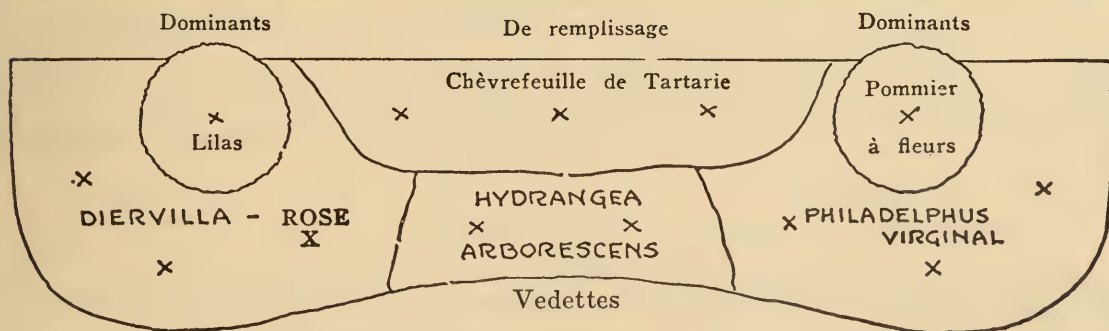 Dominants
De remplissage
Dominants
Chèvrefeuille de Tartarie
Lilas
Pommier
à fleurs
DIERVILLA - ROSE
HYDRANGEA
ARBORESCENS
PHILADELPHUS
VIRGINAL
Vedettes